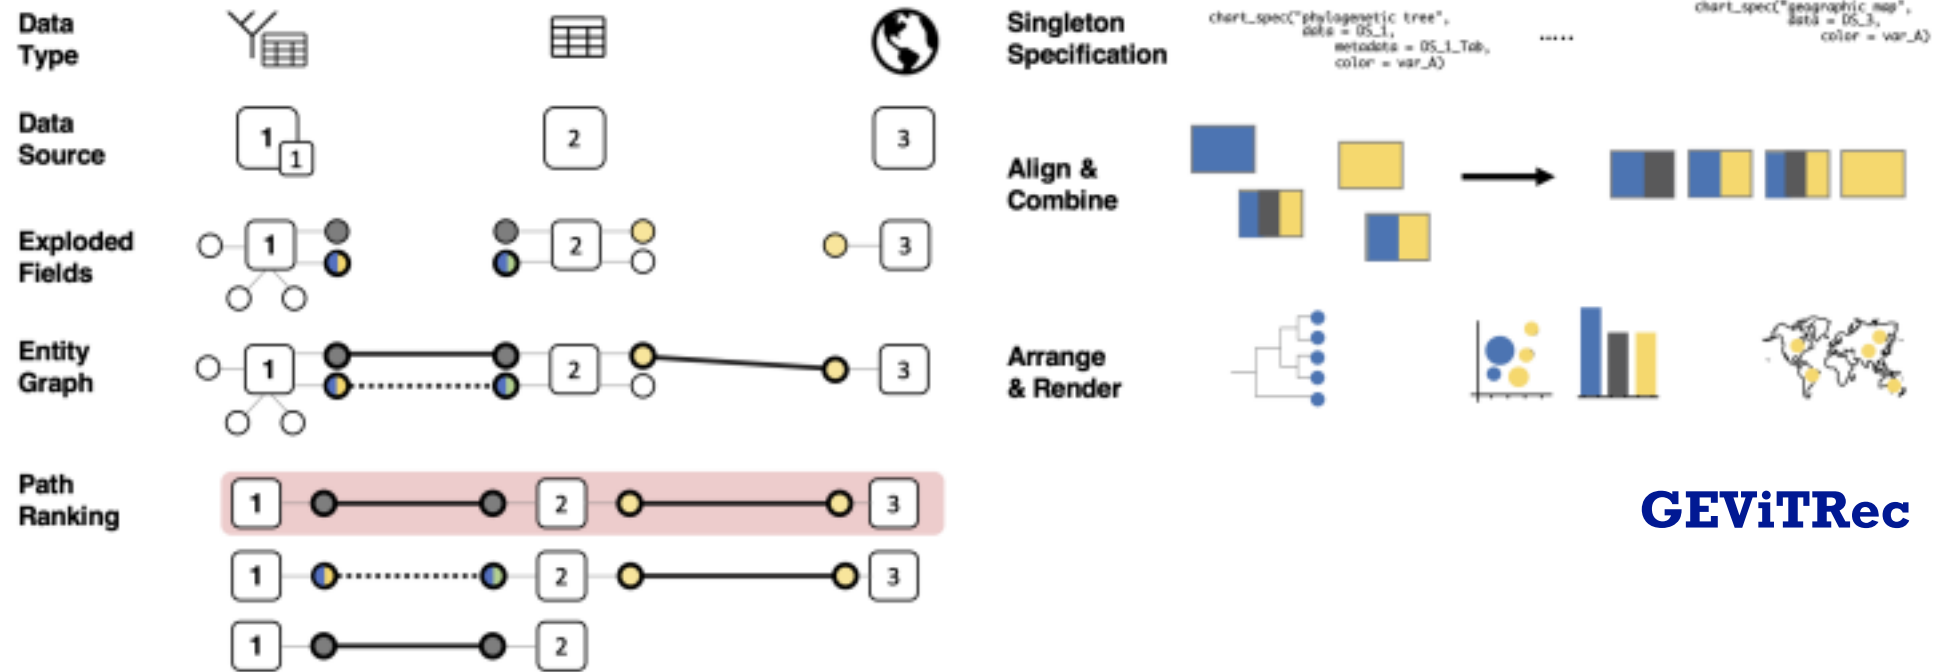 Data
Type
Data
Source
1
1
2
3
Exploded
Fields
1
2
3
Entity
Graph
1
2
3
Path
Ranking
1
2
3
1
2
3
1
2
Singleton
Specification
chart_spec("phylogenetic tree",
data = DS_1,
metadata = DS_1_Tab,
color = var_A)
.....
chart_spec("geographic map",
data = DS_3,
color = var_A)
Align &
Combine
Arrange
& Render
GEViTRec